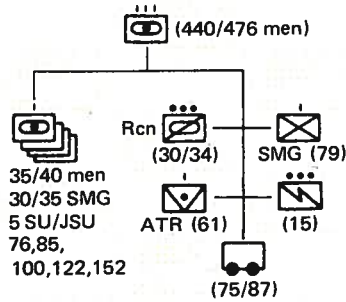 (440/476 men)
Rcn
(30/34)
SMG (79)
35/40 men
30/35 SMG
5 SU/JSU
76,85,
100,122,152
ATR (61)
(15)
(75/87)